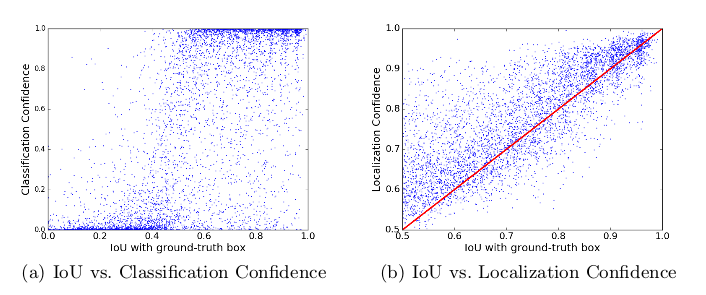 1.0
0.8
0.6
0.4
0.2
0.0
Classification Confidence
0.0 0.2 0.4 0.6 0.8 1.0
IoU with ground-truth box
(a) IoU vs. Classification Confidence
1.0
0.9
0.8
0.7
0.6
0.5
Localization Confidence
0.5 0.6 0.7 0.8 0.9 1.0
IoU with ground-truth box
(b) IoU vs. Localization Confidence